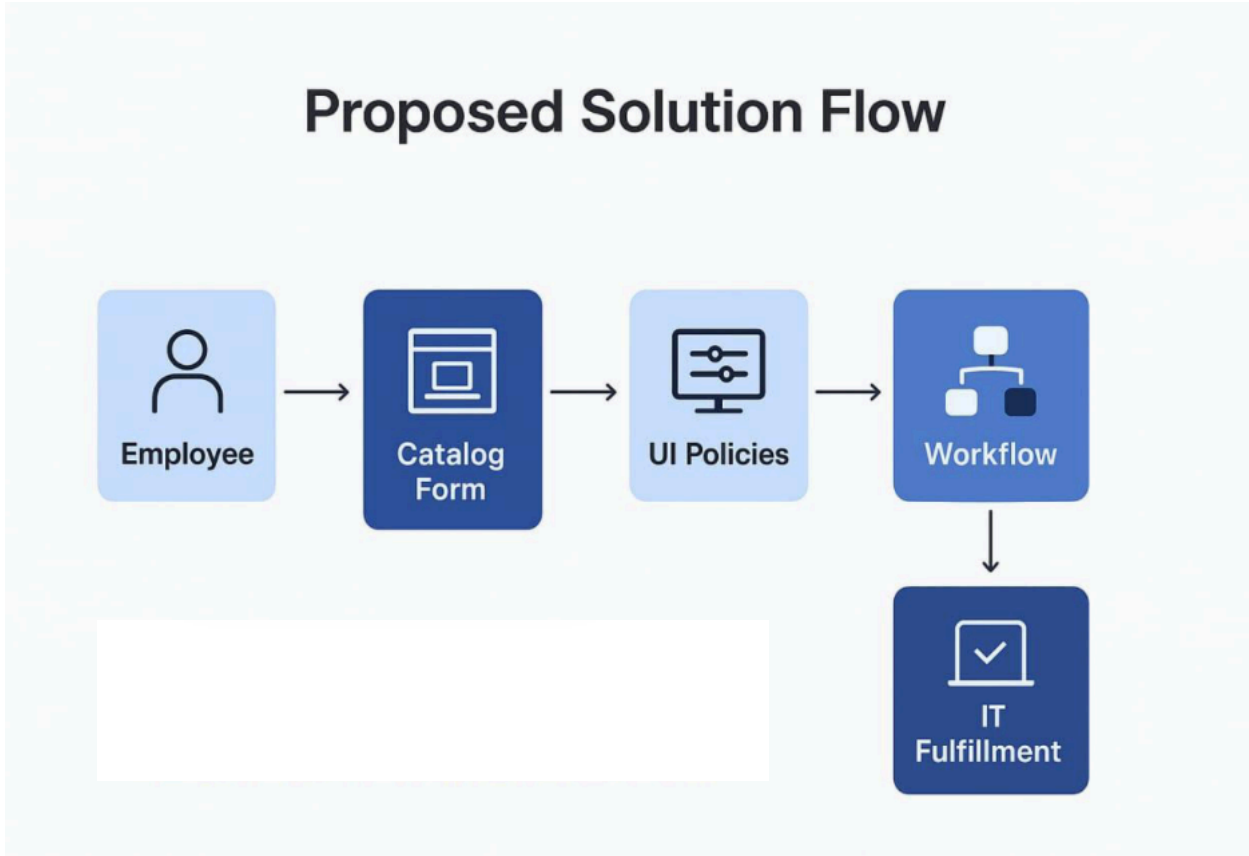 Proposed Solution Flow
Employee
Catalog
Form
UI Policies
Workflow
IT
Fulfillment